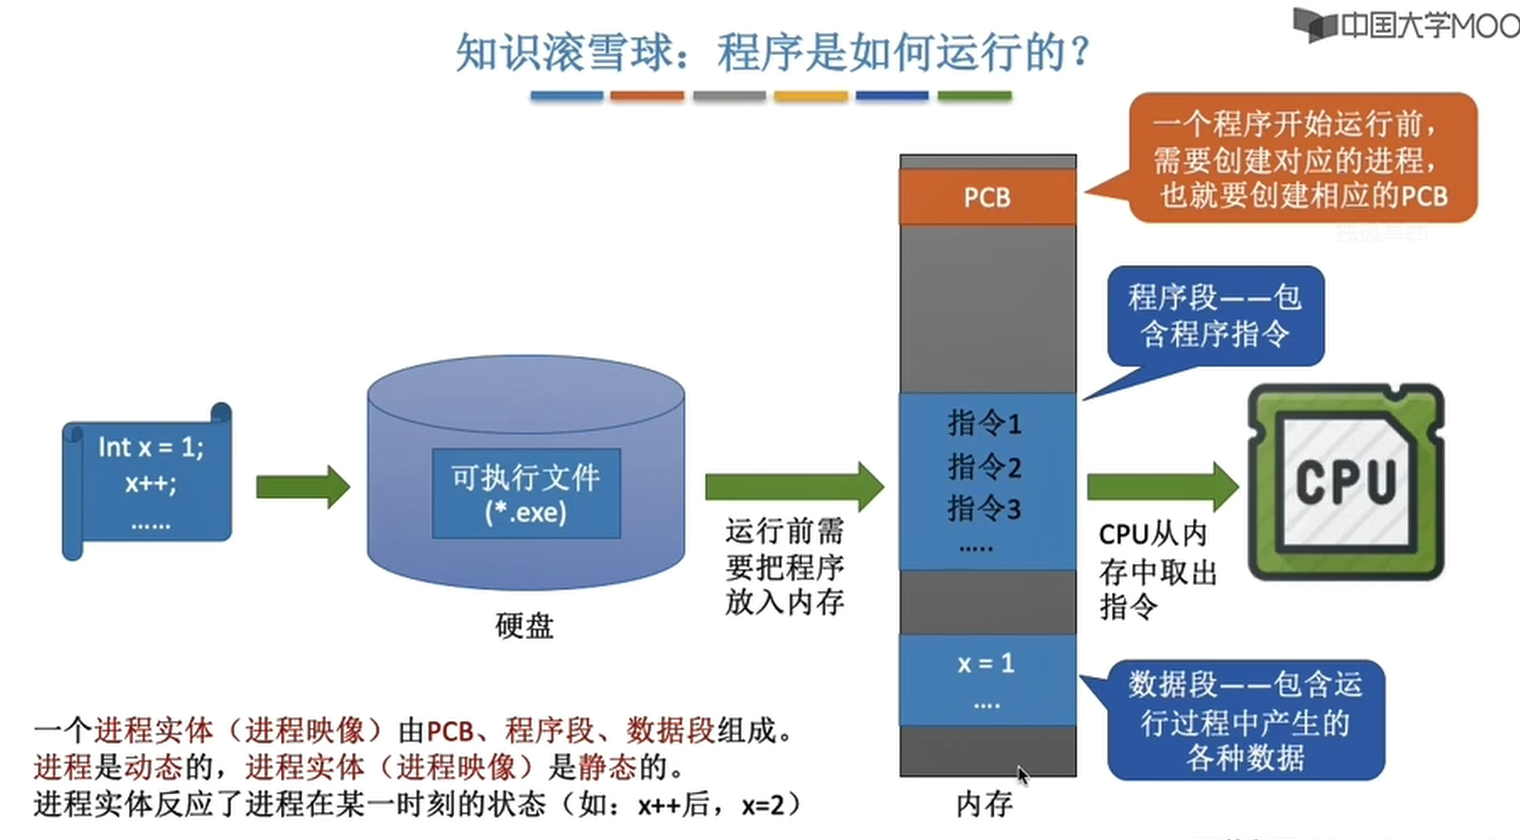 中国大学MOO
知识滚雪球：程序是如何运行的？
一个程序开始运行前，
需要创建对应的进程，
也就要创建相应的PCB
PCB
程序段——包
含程序指令
Int x = 1;
x++;
……
可执行文件
(*.exe)
硬盘
运行前需
要把程序
放入内存
指令1
指令2
指令3
…..
CPU从内
存中取出
指令
CPU
x = 1
….
数据段——包含运
行过程中产生的
各种数据
内存
一个进程实体（进程映像）由PCB、程序段、数据段组成。
进程是动态的，进程实体（进程映像）是静态的。
进程实体反应了进程在某一时刻的状态（如：x++后，x=2）